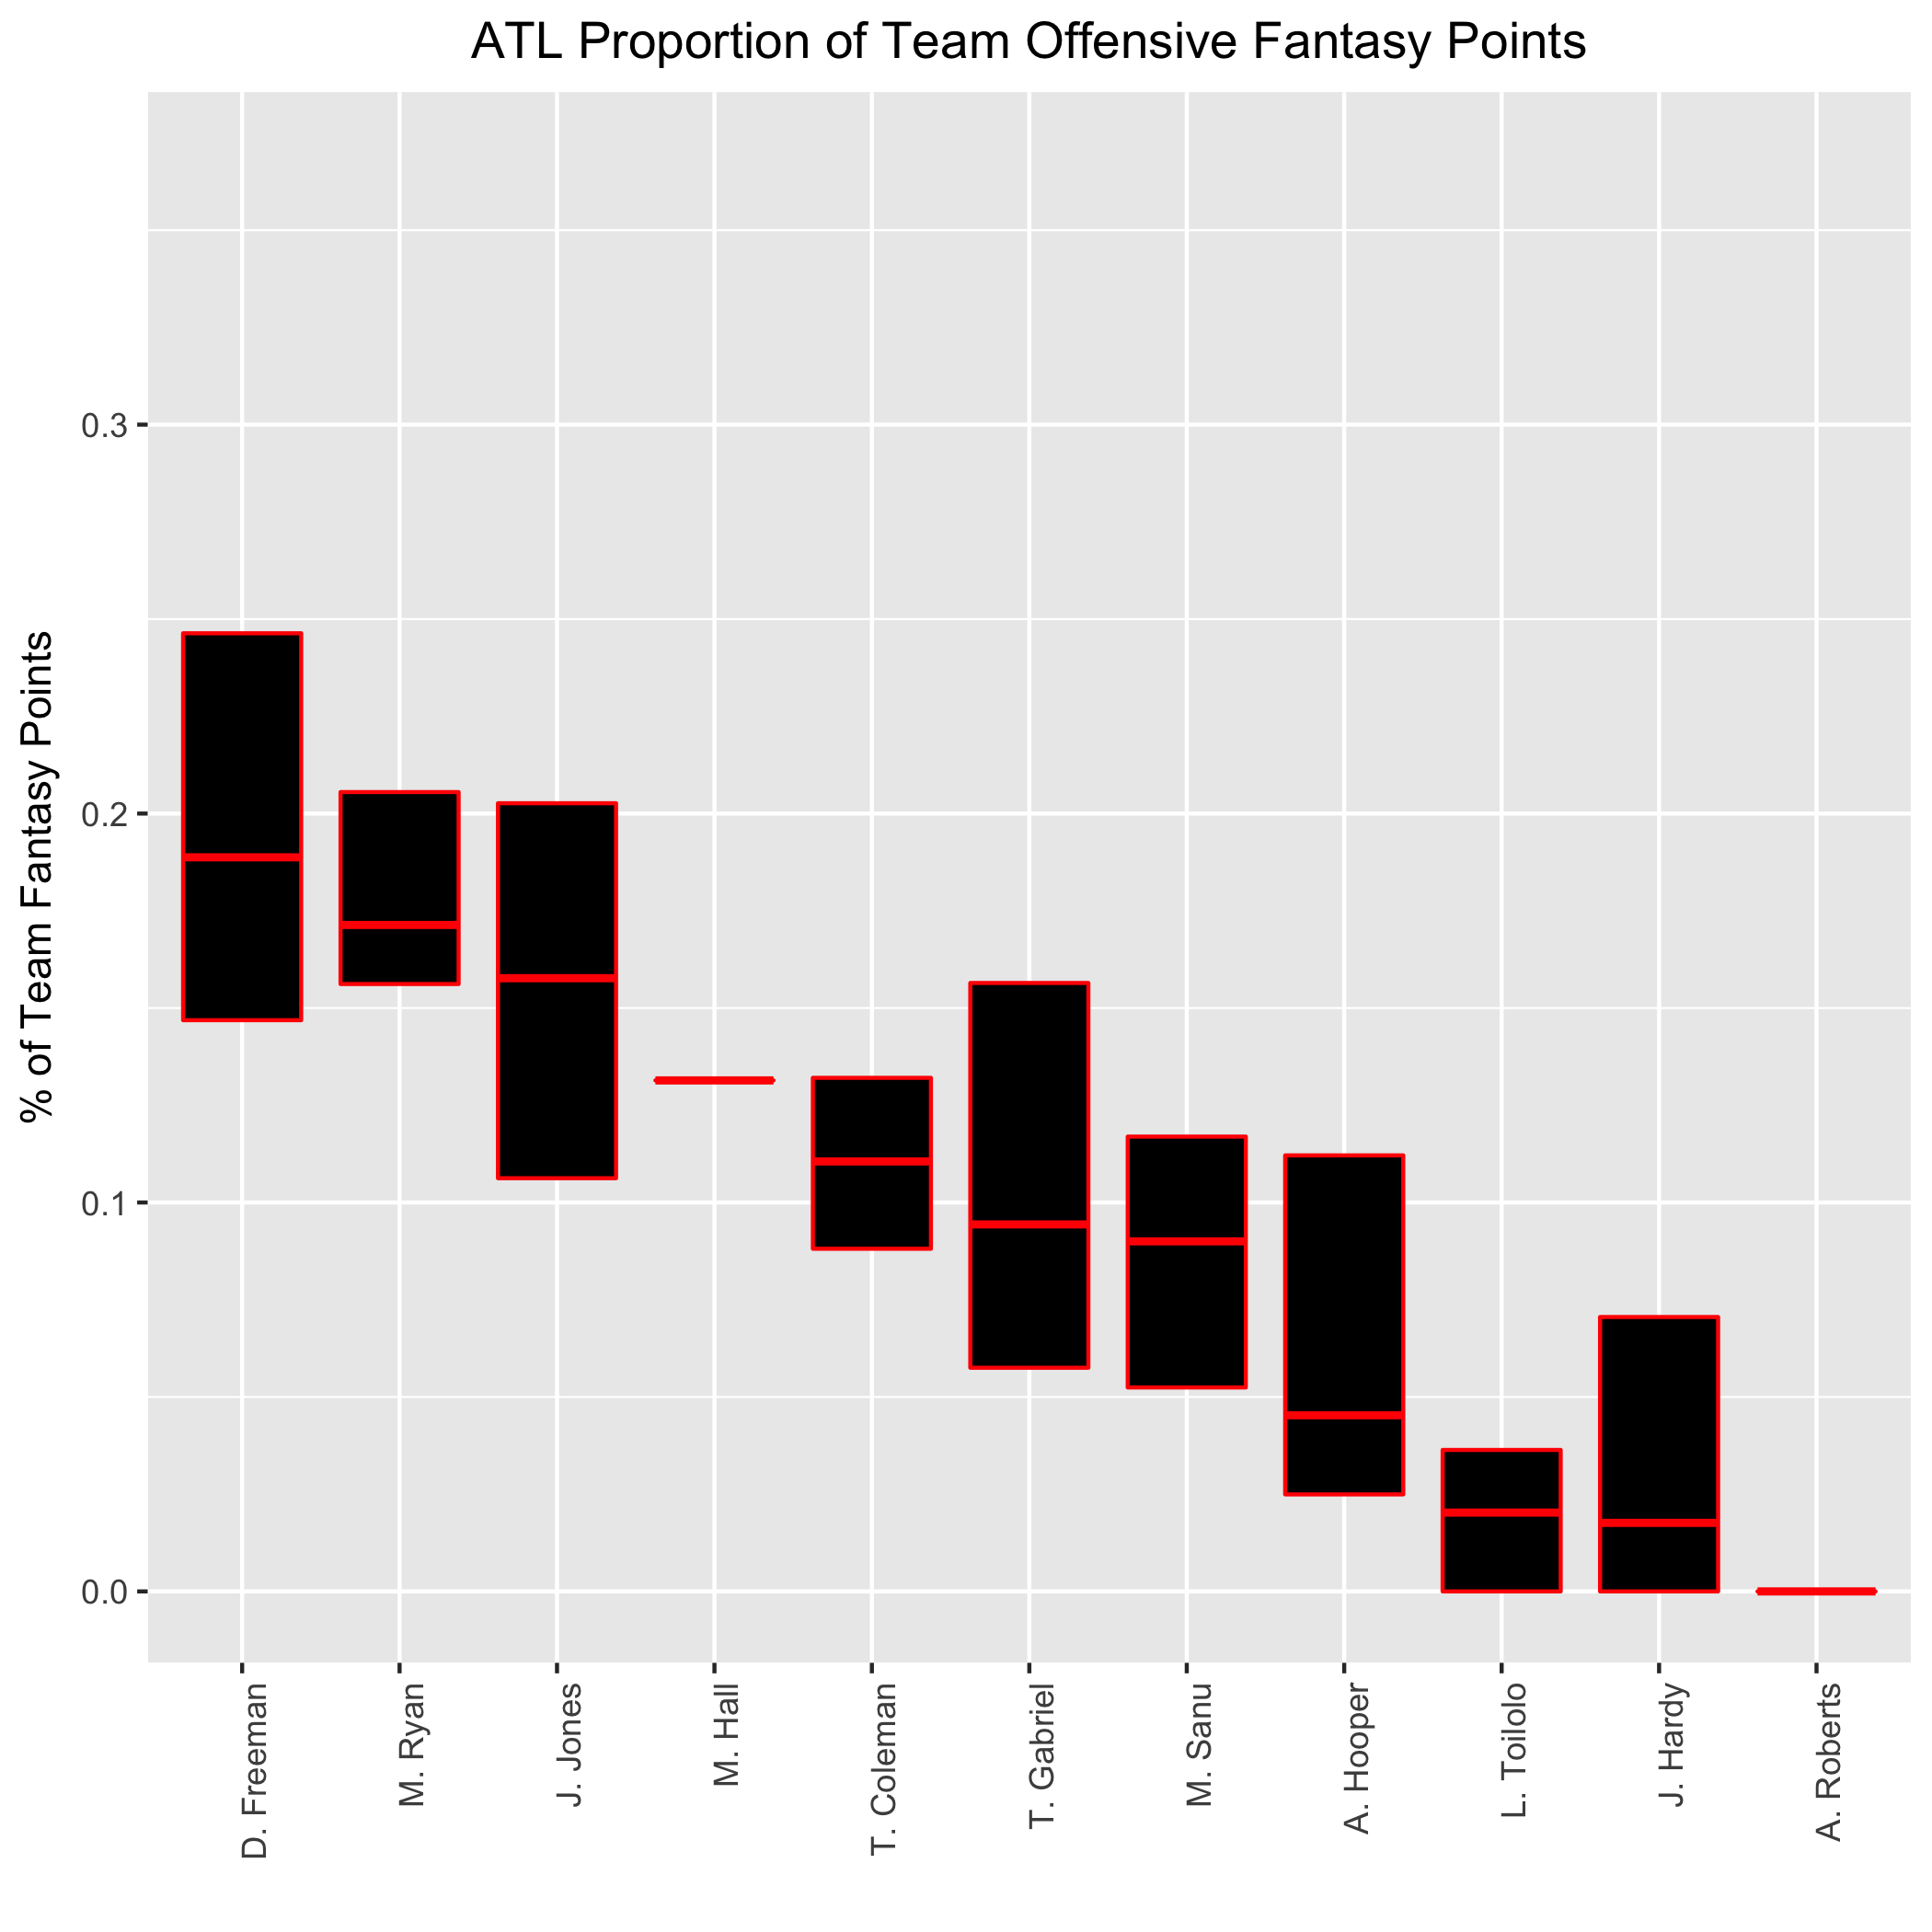 ATL Proportion of Team Offensive Fantasy Points
% of Team Fantasy Points
0.3
0.2
0.1
0.0
D. Freeman
M. Ryan
J. Jones
M. Hall
T. Coleman
T. Gabriel
M. Sanu
A. Hooper
L. Toilolo
J. Hardy
A. Roberts